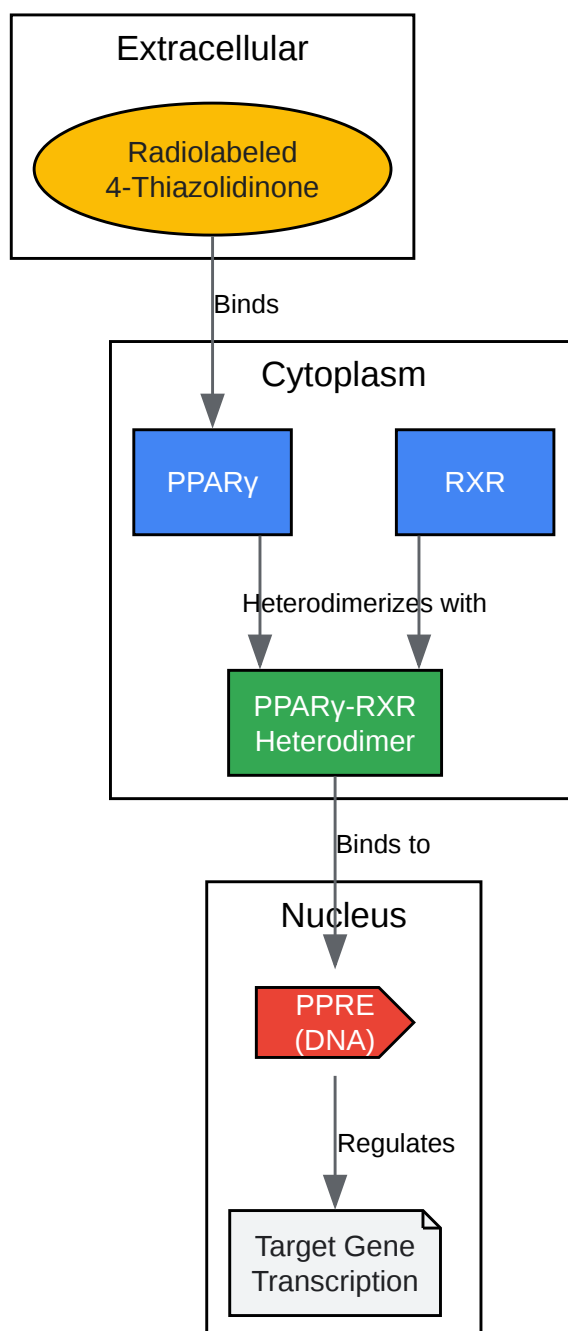 Extracellular
Radiolabeled
4-Thiazolidinone
Binds
Cytoplasm
PPARγ
RXR
Heterodimerizes with
PPARγ-RXR
Heterodimer
Binds to
Nucleus
PPRE
(DNA)
Regulates
Target Gene
Transcription